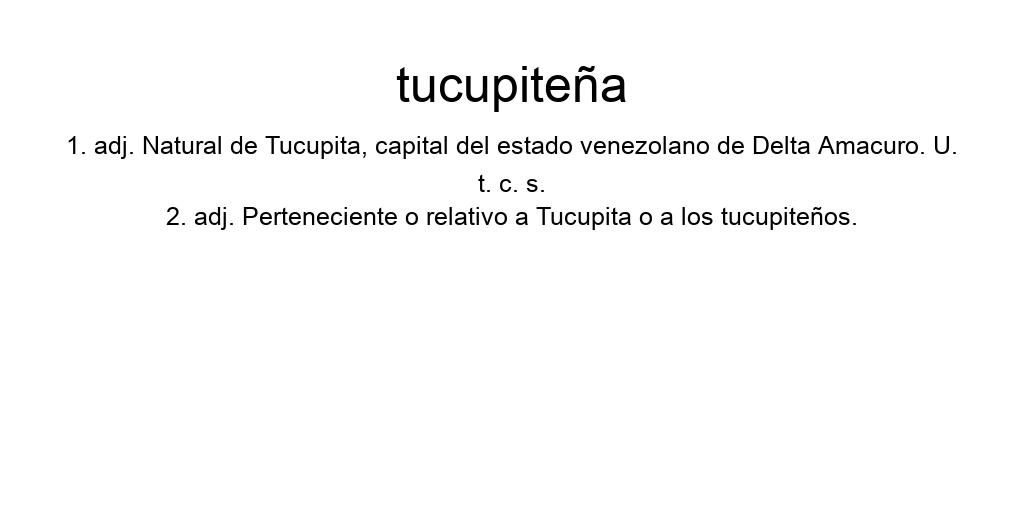 tucupiteña
1. adj. Natural de Tucupita, capital del estado venezolano de Delta Amacuro. U.
t. c. s.
2. adj. Perteneciente o relativo a Tucupita o a los tucupiteños.